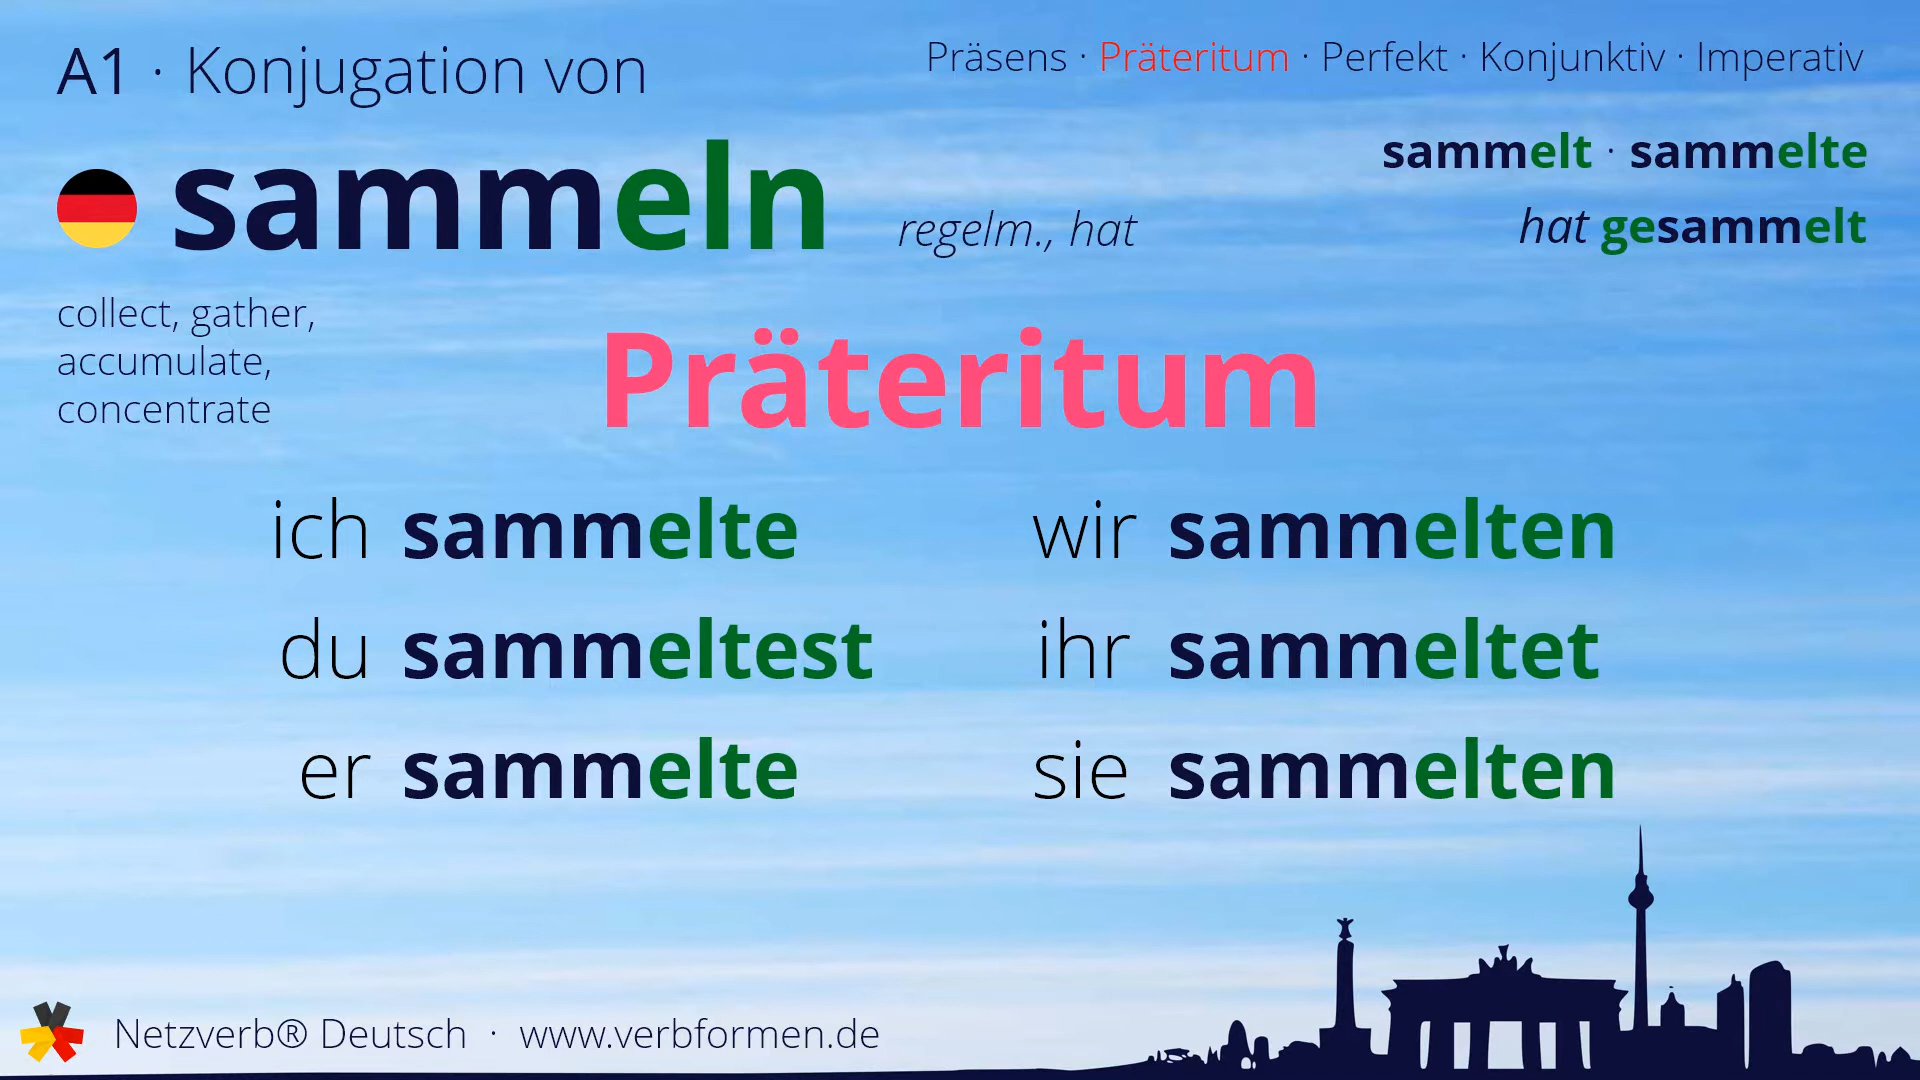 A1 · Konjugation von
Präsens · Präteritum · Perfekt · Konjunktiv · Imperativ
sammeln regelm., hat
sammelt · sammelte
hat gesammelt
collect, gather,
accumulate,
concentrate
Präteritum
ich sammelte
du sammeltest
er sammelte
wir sammelten
ihr sammeltet
sie sammelten
Netzverb® Deutsch · www.verbformen.de